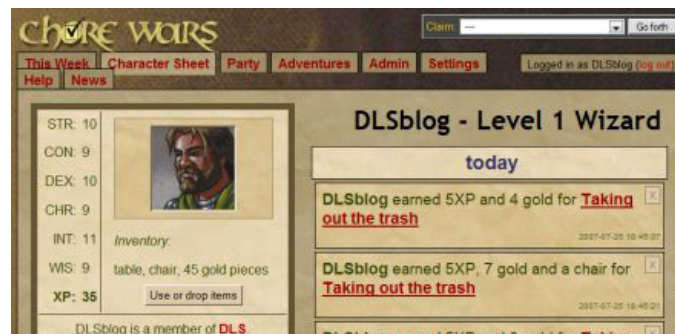 Chore Wars
Claim: ---
Go forth
This Week Character Sheet Party Adventures Admin Settings
Logged in as DLSblog (log out)
Help News
STR: 10
CON: 9
DEX: 10
CHR: 9
INT: 11
WIS: 9
XP: 35
Inventory:
table, chair, 45 gold pieces
Use or drop items
DLSblog is a member of DLS
DLSblog - Level 1 Wizard
today
DLSblog earned 5XP and 4 gold for Taking
out the trash
x
2007-07-25 18:45:37
DLSblog earned 5XP, 7 gold and a chair for
Taking out the trash
x
2007-07-25 18:45:21